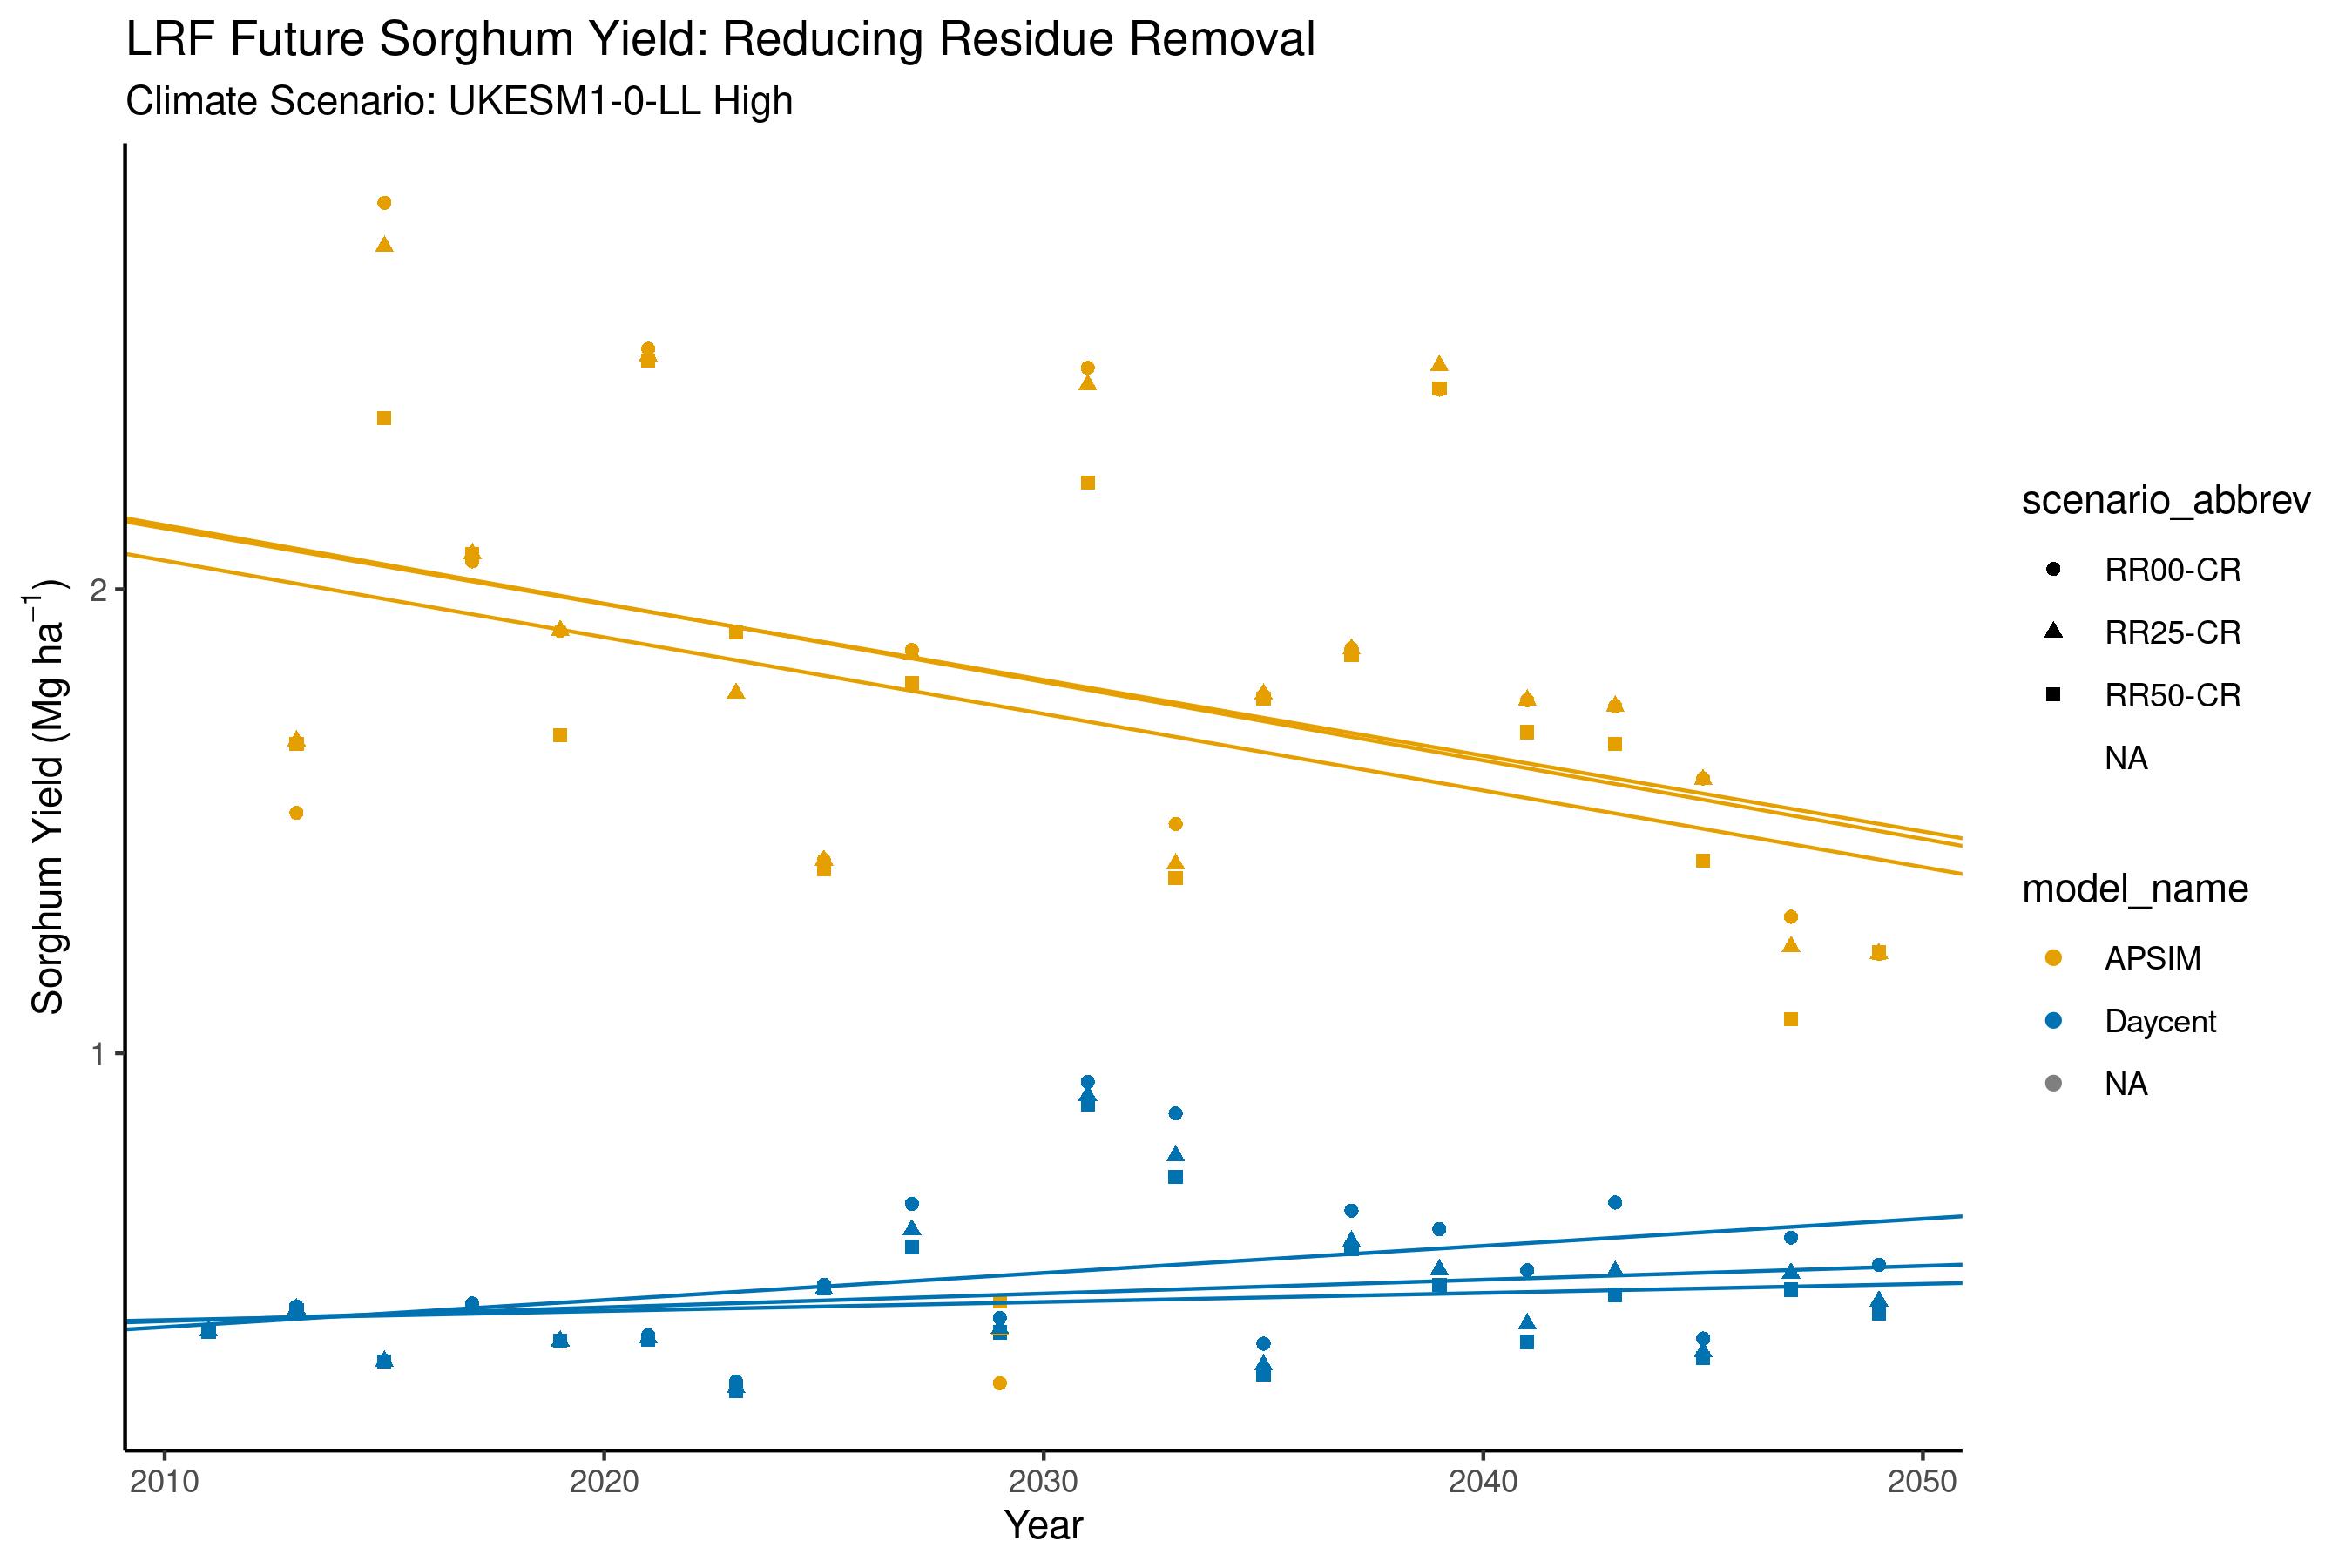 LRF Future Sorghum Yield: Reducing Residue Removal
Climate Scenario: UKESM1-0-LL High
Sorghum Yield (Mg ha⁻¹)
2
1
2010
2020
2030
2040
2050
Year
scenario_abbrev
RR00-CR
RR25-CR
RR50-CR
NA
model_name
APSIM
Daycent
NA